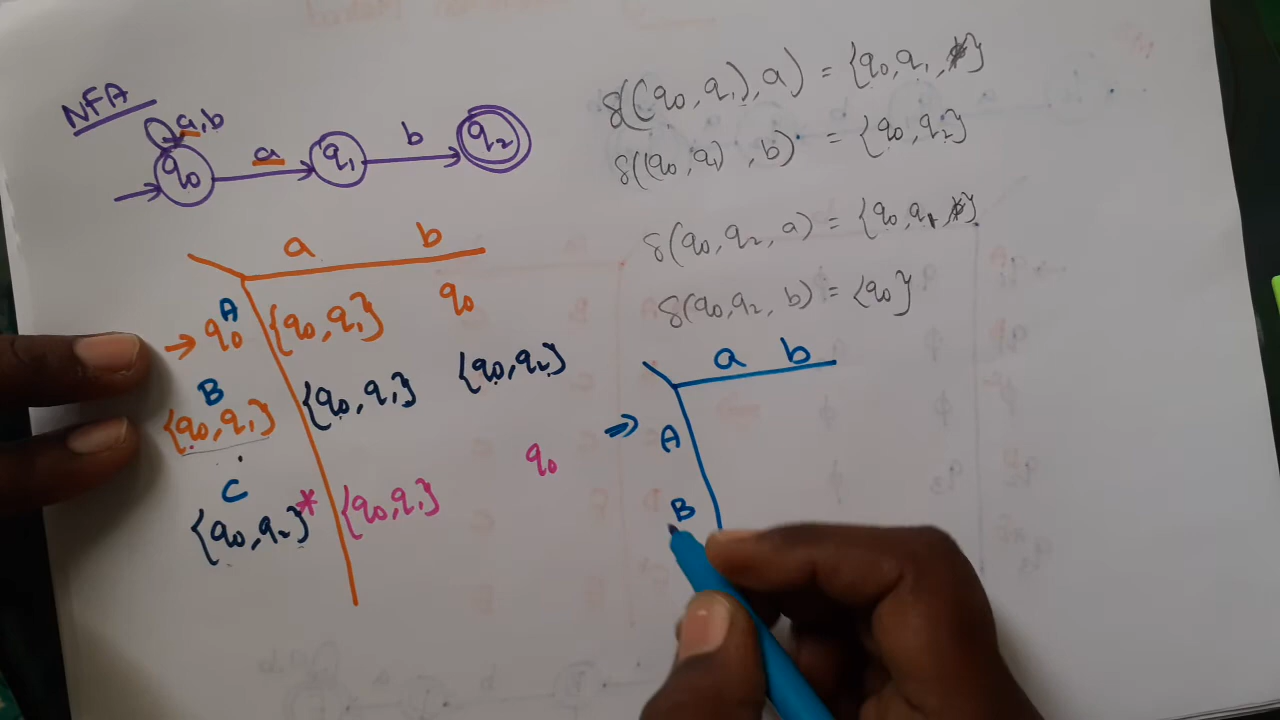 NFA
a,b
q0 a q1 b q2
a b
→ q0 A {q0,q1} q0
B
{q0,q1} {q0,q1} {q0,q2}
C
{q0,q2}* {q0,q1} q0
δ((q0,q1),a) = {q0,q1, }
δ((q0,q1),b) = {q0,q2}
δ(q0,q2,a) = {q0,q1, }
δ(q0,q2,b) = {q0}
a b
→ A
B